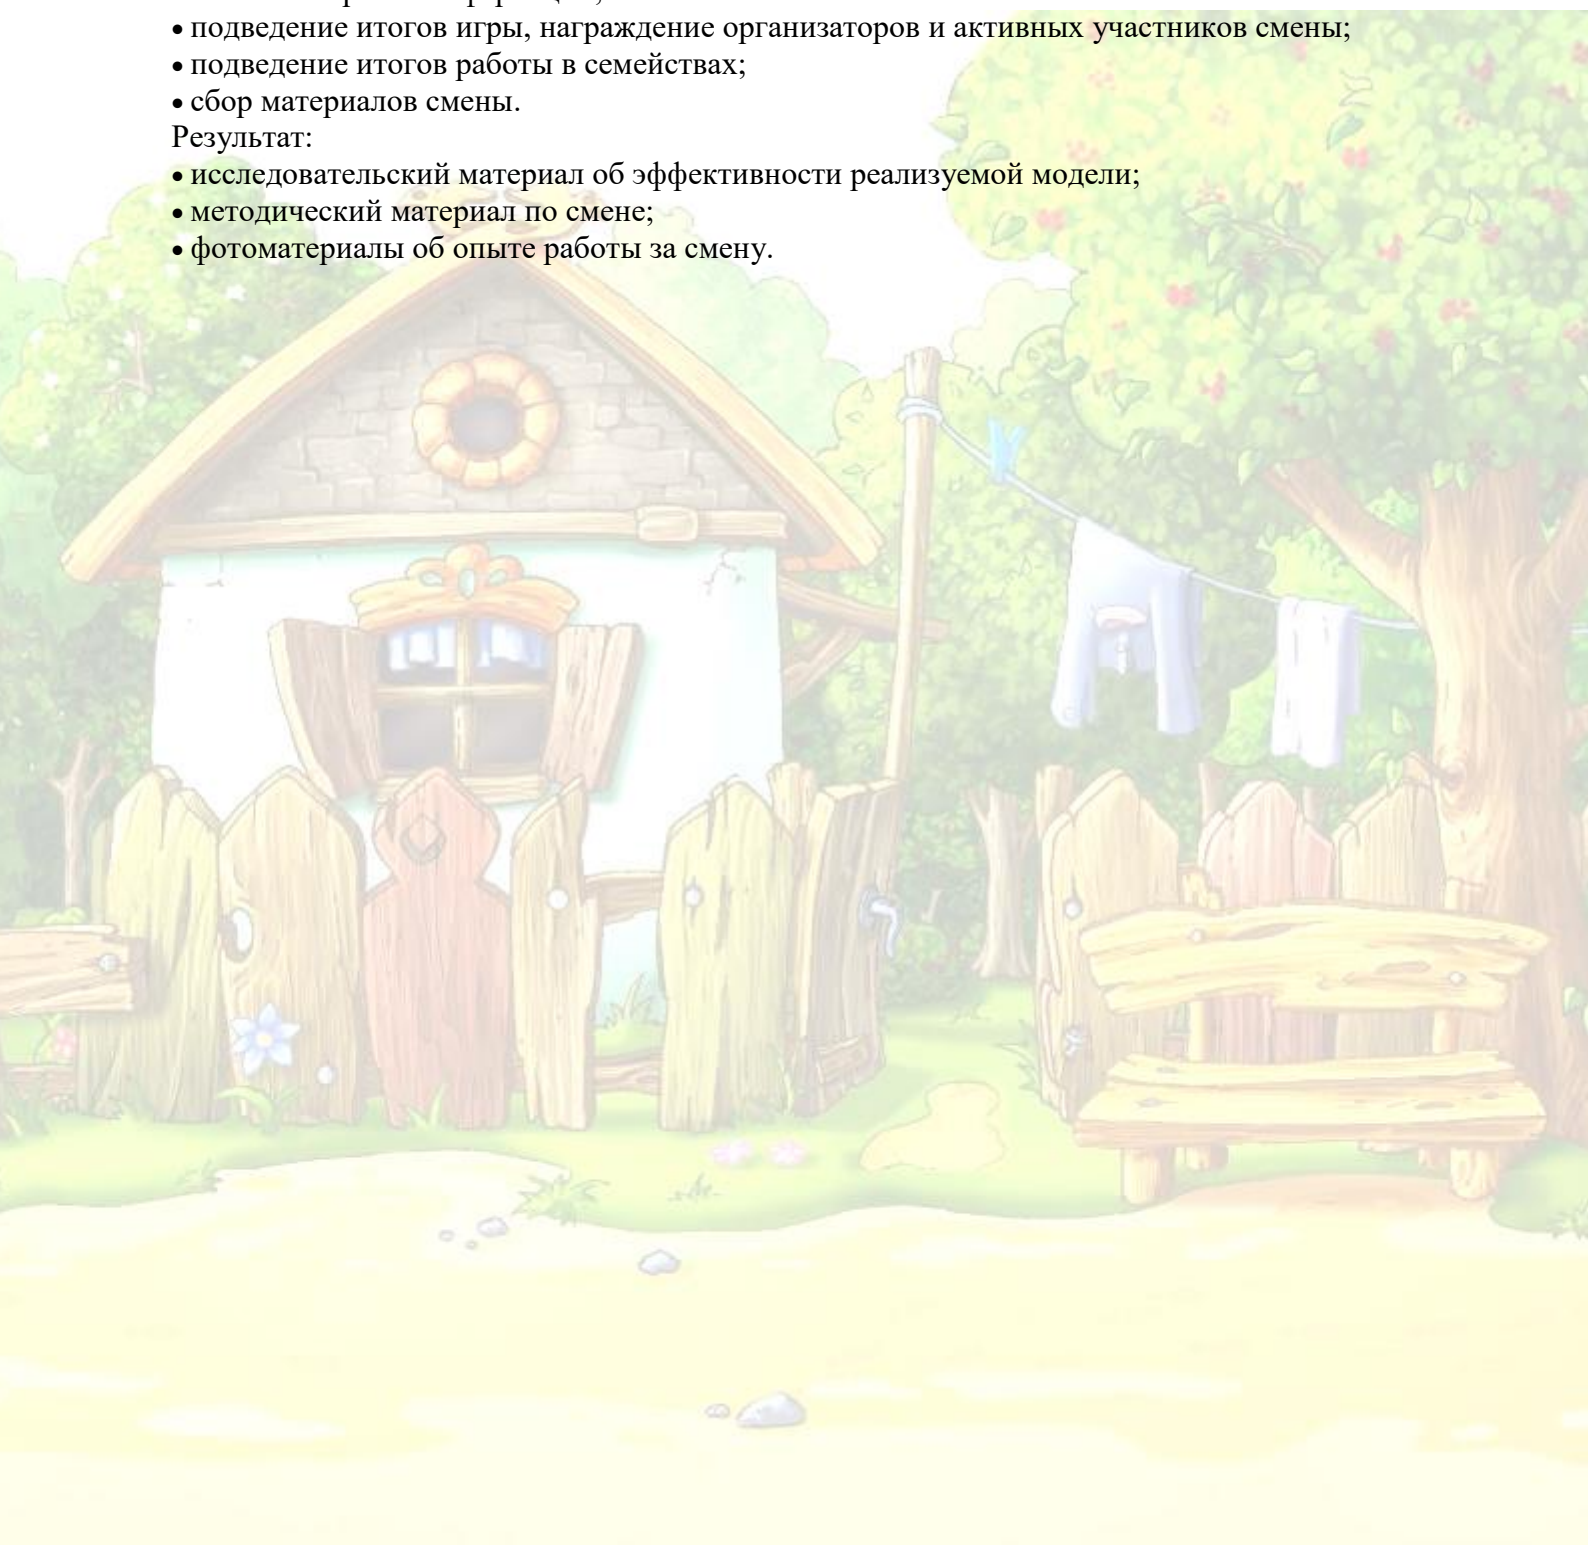 • подведение итогов игры, награждение организаторов и активных участников смены;
• подведение итогов работы в семействах;
• сбор материалов смены.
Результат:
• исследовательский материал об эффективности реализуемой модели;
• методический материал по смене;
• фотоматериалы об опыте работы за смену.